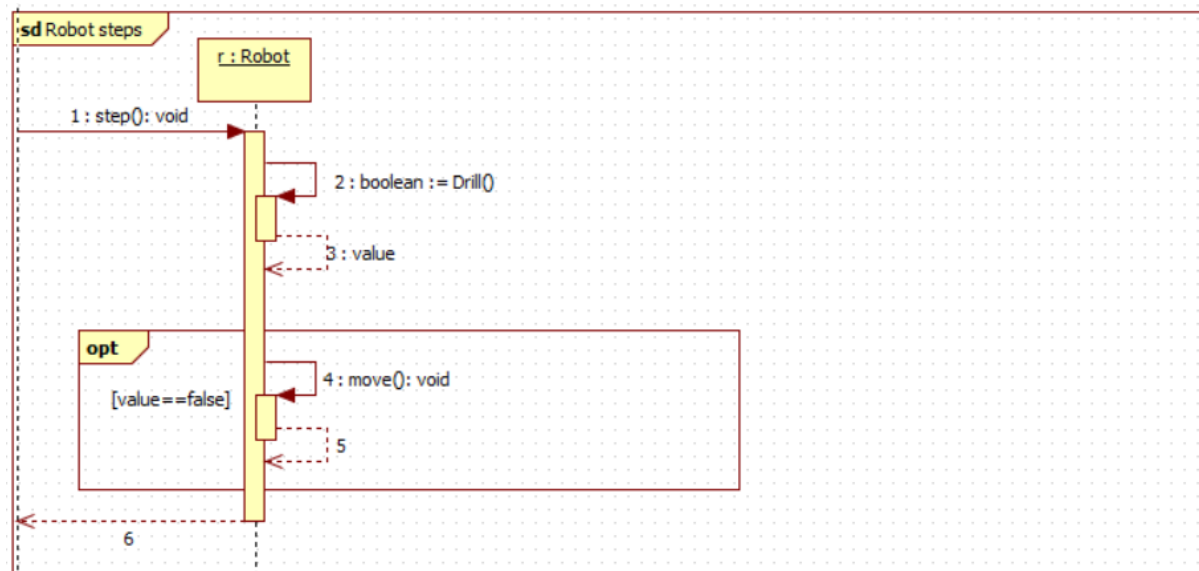 sd Robot steps
r : Robot
1 : step(): void
2 : boolean := Drill()
3 : value
opt
4 : move(): void
[value==false]
5
6